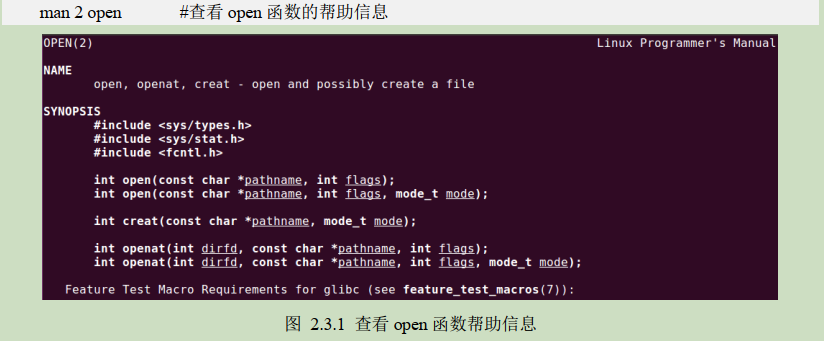 man 2 open #查看 open 函数的帮助信息
OPEN(2) Linux Programmer's Manual
NAME
open, openat, creat - open and possibly create a file
SYNOPSIS
#include <sys/types.h>
#include <sys/stat.h>
#include <fcntl.h>
int open(const char *pathname, int flags);
int open(const char *pathname, int flags, mode_t mode);
int creat(const char *pathname, mode_t mode);
int openat(int dirfd, const char *pathname, int flags);
int openat(int dirfd, const char *pathname, int flags, mode_t mode);
Feature Test Macro Requirements for glibc (see feature_test_macros(7)):
图 2.3.1 查看 open 函数帮助信息